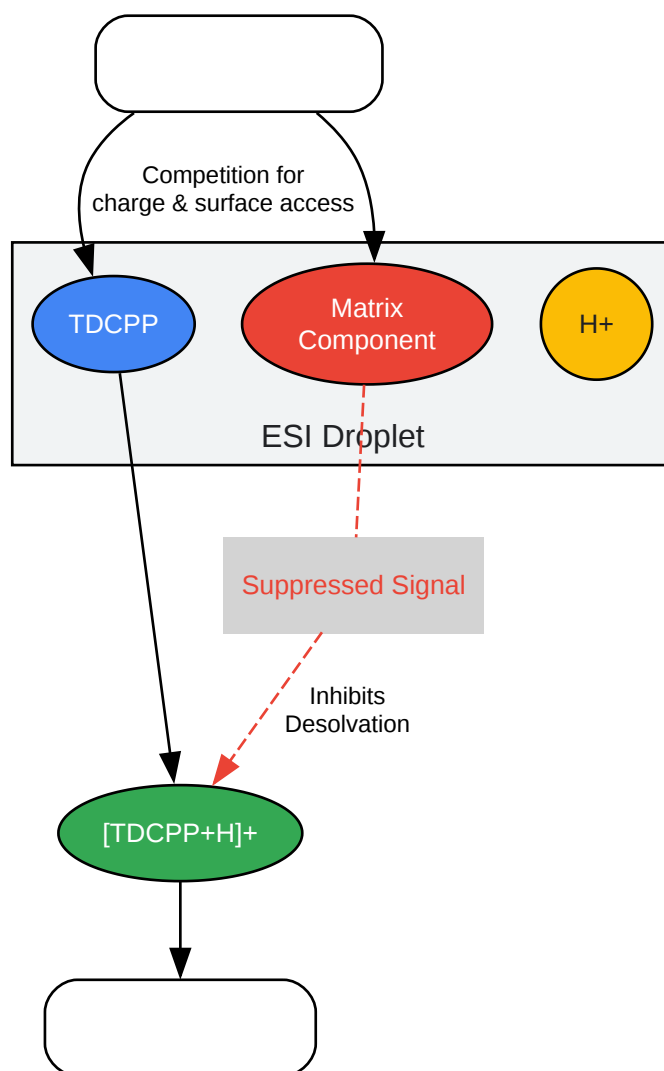 Competition for
charge & surface access
TDCPP
Matrix
Component
H+
ESI Droplet
Suppressed Signal
Inhibits
Desolvation
[TDCPP+H]+